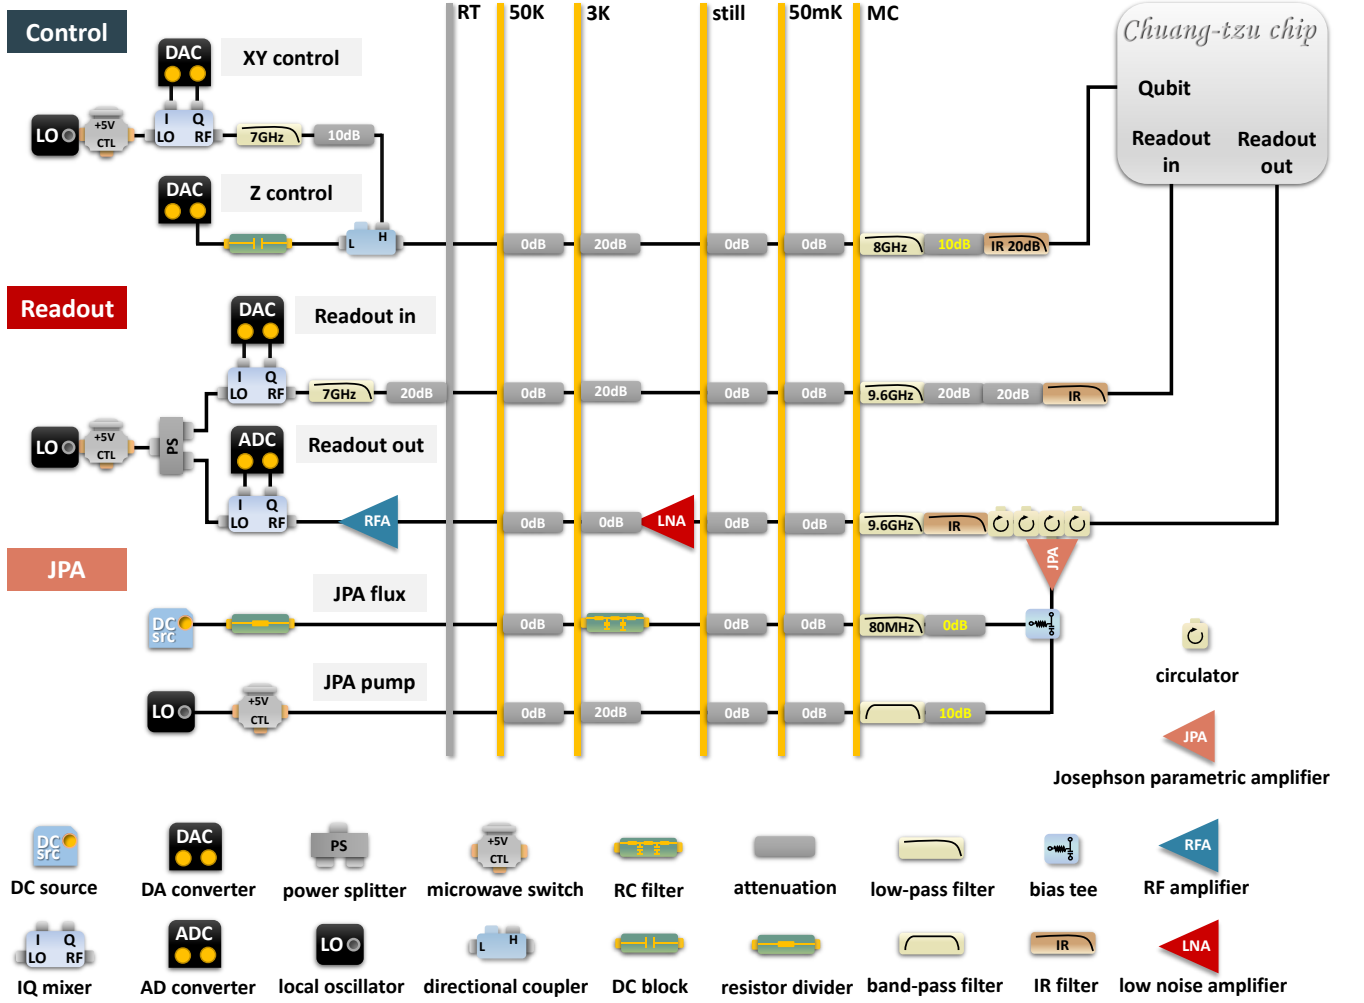 RT 50K 3K still 50mK MC
Control
Chuang-tzu chip
DAC
XY control
Qubit
LO
+5V
CTL
I Q
LO RF
7GHz
10dB
Readout in
Readout out
DAC
Z control
L H
0dB 20dB 0dB 0dB 8GHz 10dB IR 20dB
Readout
DAC
Readout in
I Q
LO RF
7GHz 20dB 0dB 20dB 0dB 0dB 9.6GHz 20dB 20dB IR
LO
+5V
CTL
PS
ADC
Readout out
I Q
LO RF
RFA 0dB 0dB LNA 0dB 0dB 9.6GHz IR
JPA
JPA
JPA flux
DC
src
0dB 0dB 0dB 80MHz 0dB
JPA pump
LO
+5V
CTL
0dB 20dB 0dB 0dB 10dB
circulator
JPA
Josephson parametric amplifier
DC
src
DAC
PS
+5V
CTL
RFA
DC source DA converter power splitter microwave switch RC filter attenuation low-pass filter bias tee RF amplifier
I Q
LO RF
ADC
LO
L H
IR
LNA
IQ mixer AD converter local oscillator directional coupler DC block resistor divider band-pass filter IR filter low noise amplifier